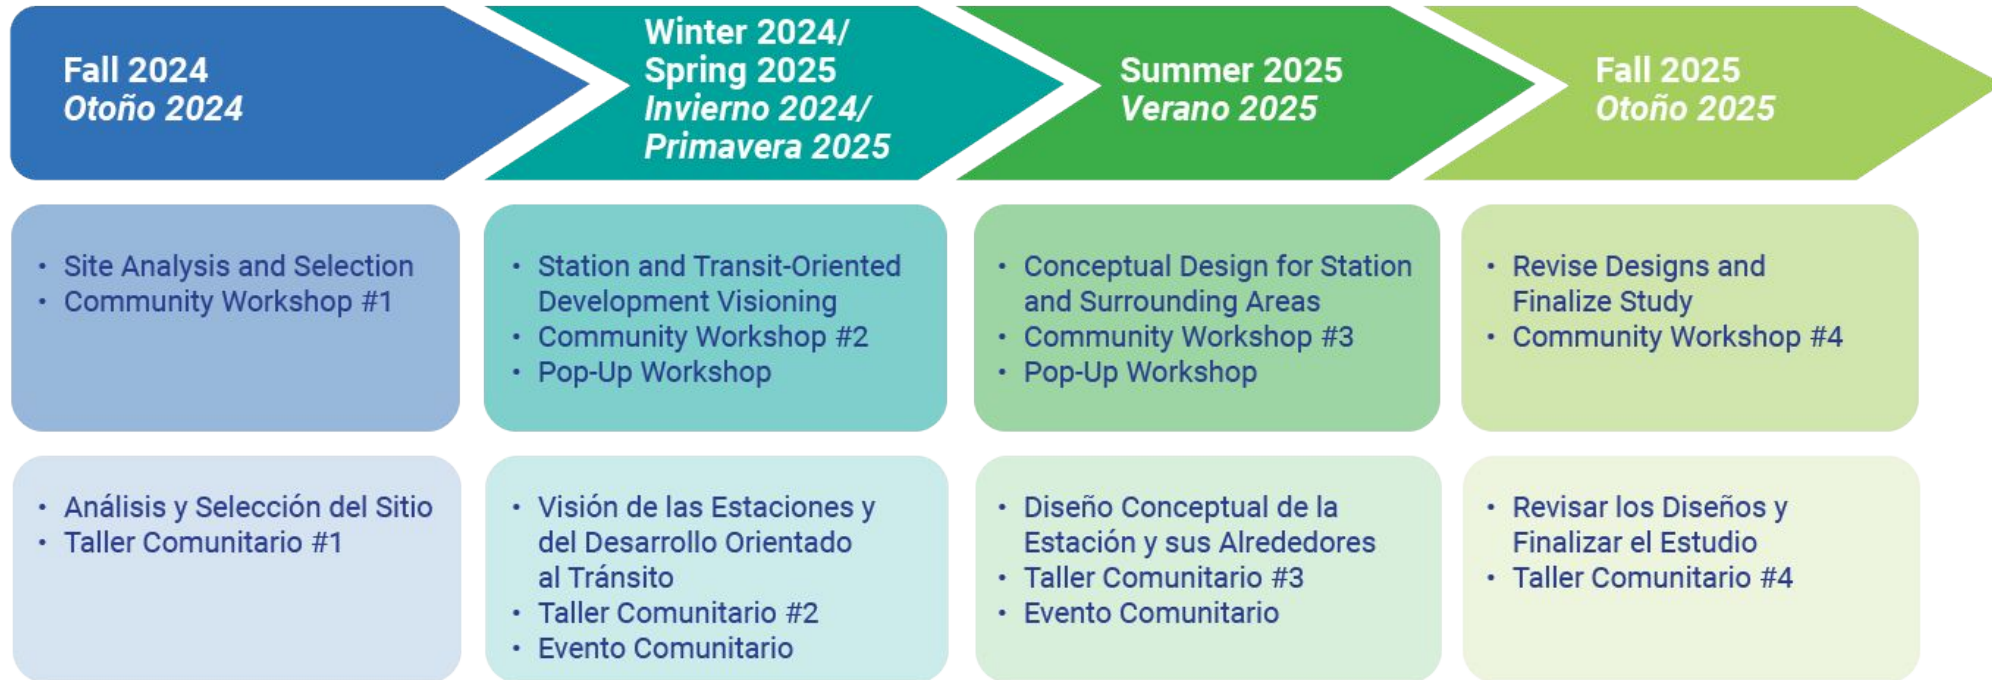 Fall 2024
Otoño 2024
Winter 2024/
Spring 2025
Invierno 2024/
Primavera 2025
Summer 2025
Verano 2025
Fall 2025
Otoño 2025
• Site Analysis and Selection
• Community Workshop #1
• Station and Transit-Oriented
Development Visioning
• Community Workshop #2
• Pop-Up Workshop
• Conceptual Design for Station
and Surrounding Areas
• Community Workshop #3
• Pop-Up Workshop
• Revise Designs and
Finalize Study
• Community Workshop #4
• Análisis y Selección del Sitio
• Taller Comunitario #1
• Visión de las Estaciones y
del Desarrollo Orientado
al Tránsito
• Taller Comunitario #2
• Evento Comunitario
• Diseño Conceptual de la
Estación y sus Alrededores
• Taller Comunitario #3
• Evento Comunitario
• Revisar los Diseños y
Finalizar el Estudio
• Taller Comunitario #4